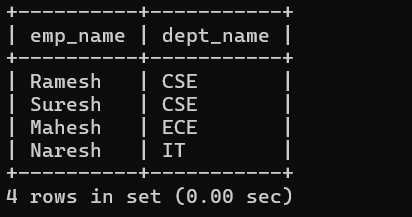 +----------+-----------+
| emp_name | dept_name |
+----------+-----------+
| Ramesh   | CSE       |
| Suresh   | CSE       |
| Mahesh   | ECE       |
| Naresh   | IT        |
+----------+-----------+
4 rows in set (0.00 sec)